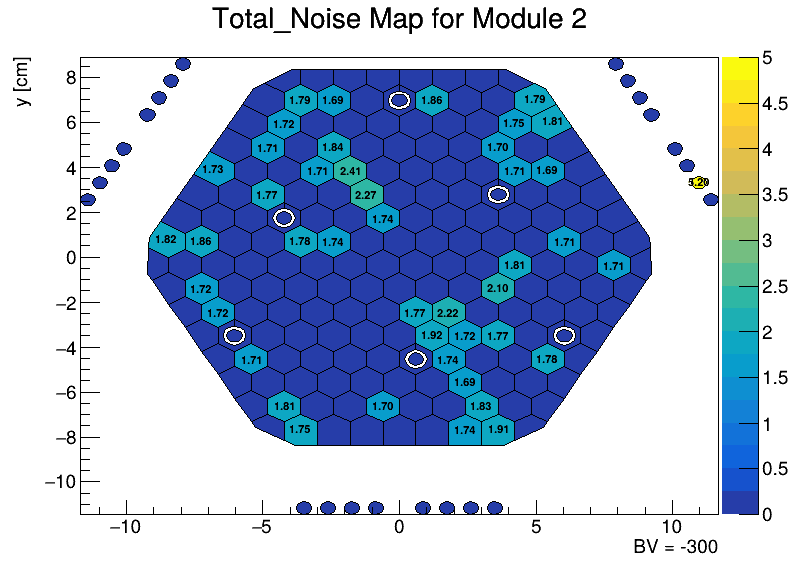 Total_Noise Map for Module 2
y [cm]
8
6
4
2
0
−2
−4
−6
−8
−10
1.79 1.69 1.86 1.79
1.72 1.75 1.81
1.71 1.84 1.70
1.73 1.71 2.41 1.71 1.69
5.20
1.77 2.27
1.74
1.82 1.86 1.78 1.74 1.71
1.81 1.71
1.72 2.10
1.72 1.77 2.22
1.92 1.72 1.77
1.71 1.74 1.78
1.69
1.81 1.70 1.83
1.75 1.74 1.91
−10 −5 0 5 10
BV = -300
5
4.5
4
3.5
3
2.5
2
1.5
1
0.5
0